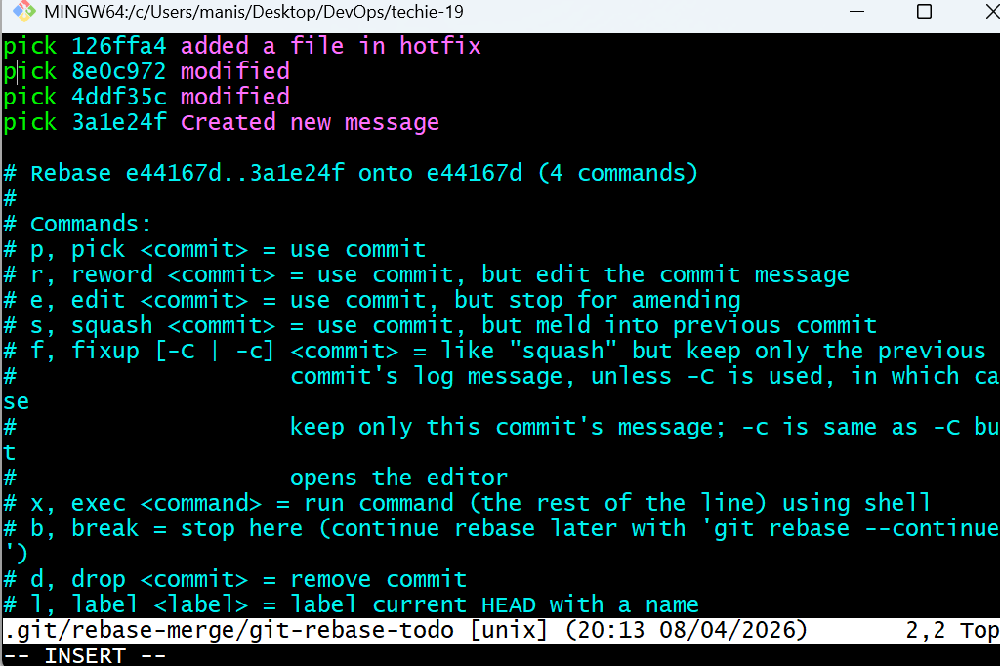 MINGW64:/c/Users/manis/Desktop/DevOps/techie-19
pick 126ffa4 added a file in hotfix
pick 8e0c972 modified
pick 4ddf35c modified
pick 3a1e24f Created new message
# Rebase e44167d..3a1e24f onto e44167d (4 commands)
#
# Commands:
# p, pick <commit> = use commit
# r, reword <commit> = use commit, but edit the commit message
# e, edit <commit> = use commit, but stop for amending
# s, squash <commit> = use commit, but meld into previous commit
# f, fixup [-C | -c] <commit> = like "squash" but keep only the previous
#                    commit's log message, unless -C is used, in which ca
se
#                    keep only this commit's message; -c is same as -C bu
t
#                    opens the editor
# x, exec <command> = run command (the rest of the line) using shell
# b, break = stop here (continue rebase later with 'git rebase --continue
')
# d, drop <commit> = remove commit
# l, label <label> = label current HEAD with a name
.git/rebase-merge/git-rebase-todo [unix] (20:13 08/04/2026) 2,2 Top
-- INSERT --